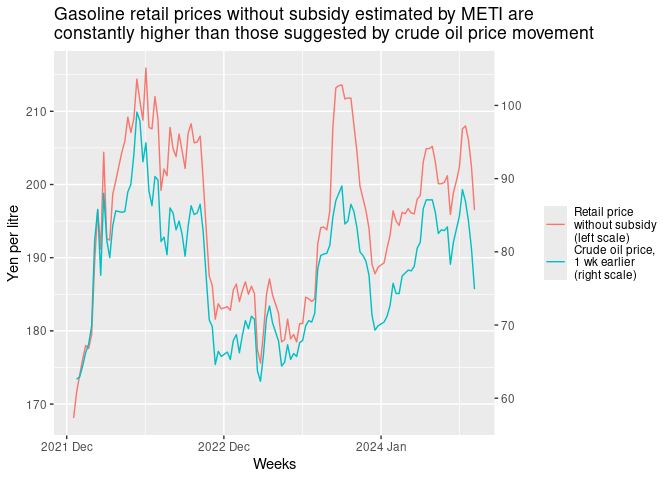 Gasoline retail prices without subsidy estimated by METI are
constantly higher than those suggested by crude oil price movement
210
200
190
180
170
100
90
80
70
60
Yen per litre
2021 Dec
2022 Dec
2024 Jan
Weeks
Retail price
without subsidy
(left scale)
Crude oil price,
1 wk earlier
(right scale)